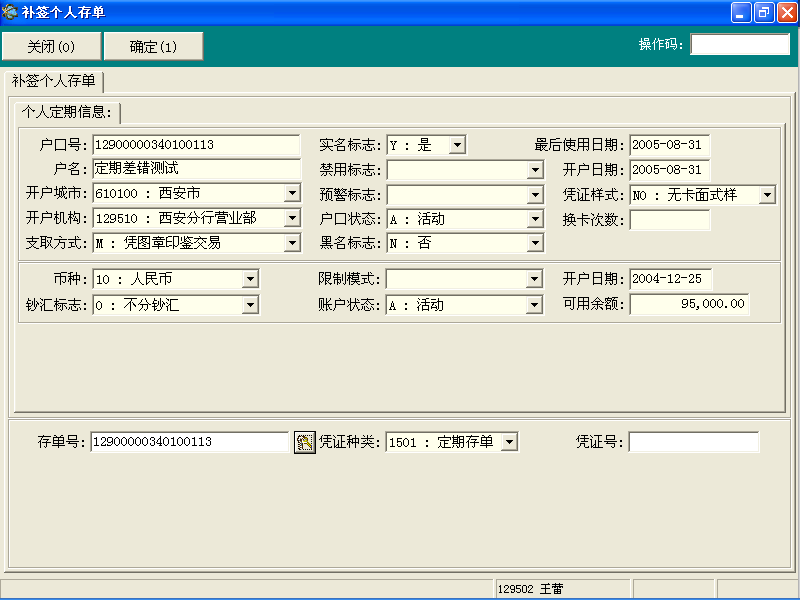 补签个人存单
关闭(0) 确定(1) 操作码:
补签个人存单
个人定期信息:
户口号: 12900000340100113 实名标志: Y : 是 最后使用日期: 2005-08-31
户名: 定期差错测试 禁用标志: 开户日期: 2005-08-31
开户城市: 610100 : 西安市 预警标志: 凭证样式: NO : 无卡面式样
开户机构: 129510 : 西安分行营业部 户口状态: A : 活动 换卡次数:
支取方式: M : 凭图章印鉴交易 黑名标志: N : 否
币种: 10 : 人民币 限制模式: 开户日期: 2004-12-25
钞汇标志: 0 : 不分钞汇 账户状态: A : 活动 可用余额: 95,000.00
存单号: 12900000340100113 凭证种类: 1501 : 定期存单 凭证号:
129502 王蕾